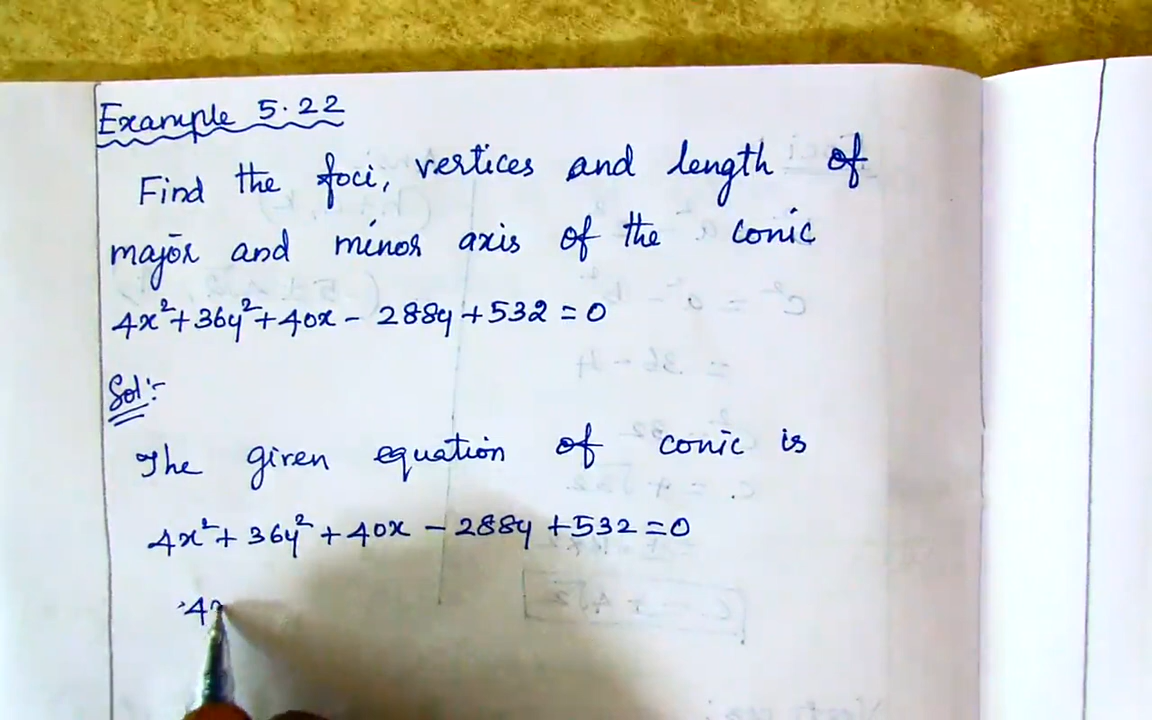 Example 5.22
Find the foci, vertices and length of
major and minor axis of the conic
4x²+36y²+40x - 288y+532=0
Sol:-
The given equation of conic is
4x²+36y²+40x - 288y+532=0
4